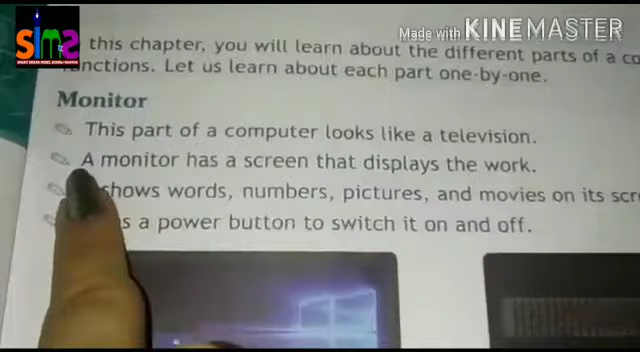 SIMS
Made with KINEMASTER
this chapter, you will learn about the different parts of a co
functions. Let us learn about each part one-by-one.
Monitor
This part of a computer looks like a television.
A monitor has a screen that displays the work.
shows words, numbers, pictures, and movies on its scr
s a power button to switch it on and off.